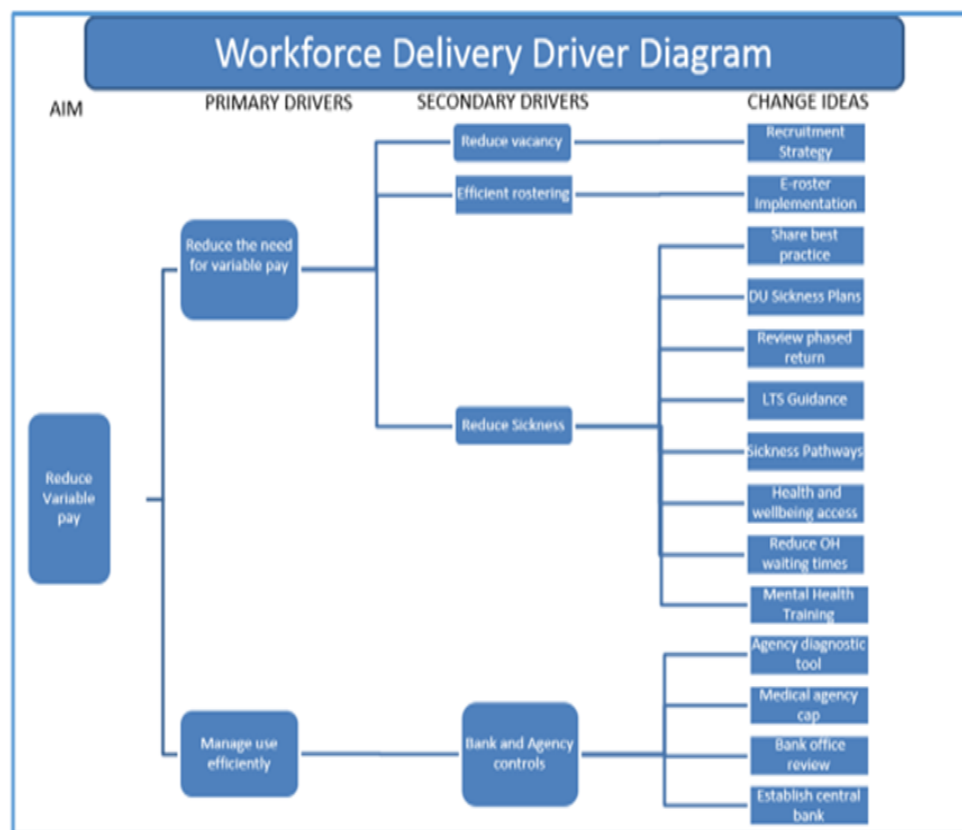 Workforce Delivery Driver Diagram
AIM
PRIMARY DRIVERS
SECONDARY DRIVERS
CHANGE IDEAS
Reduce
Variable
pay
Reduce the need
for variable pay
Manage use
efficiently
Reduce vacancy
Efficient rostering
Reduce Sickness
Bank and Agency
controls
Recruitment
Strategy
E-roster
Implementation
Share best
practice
DU Sickness Plans
Review phased
return
LTS Guidance
Sickness Pathways
Health and
wellbeing access
Reduce OH
waiting times
Mental Health
Training
Agency diagnostic
tool
Medical agency
cap
Bank office
review
Establish central
bank